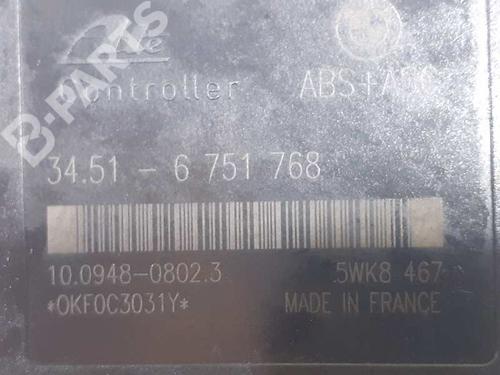 B-PARTS
Ate
Controller ABS+ASC
34.51 - 6 751 768
10.0948-0802.3 5WK8 467
*OKF0C3031Y* MADE IN FRANCE